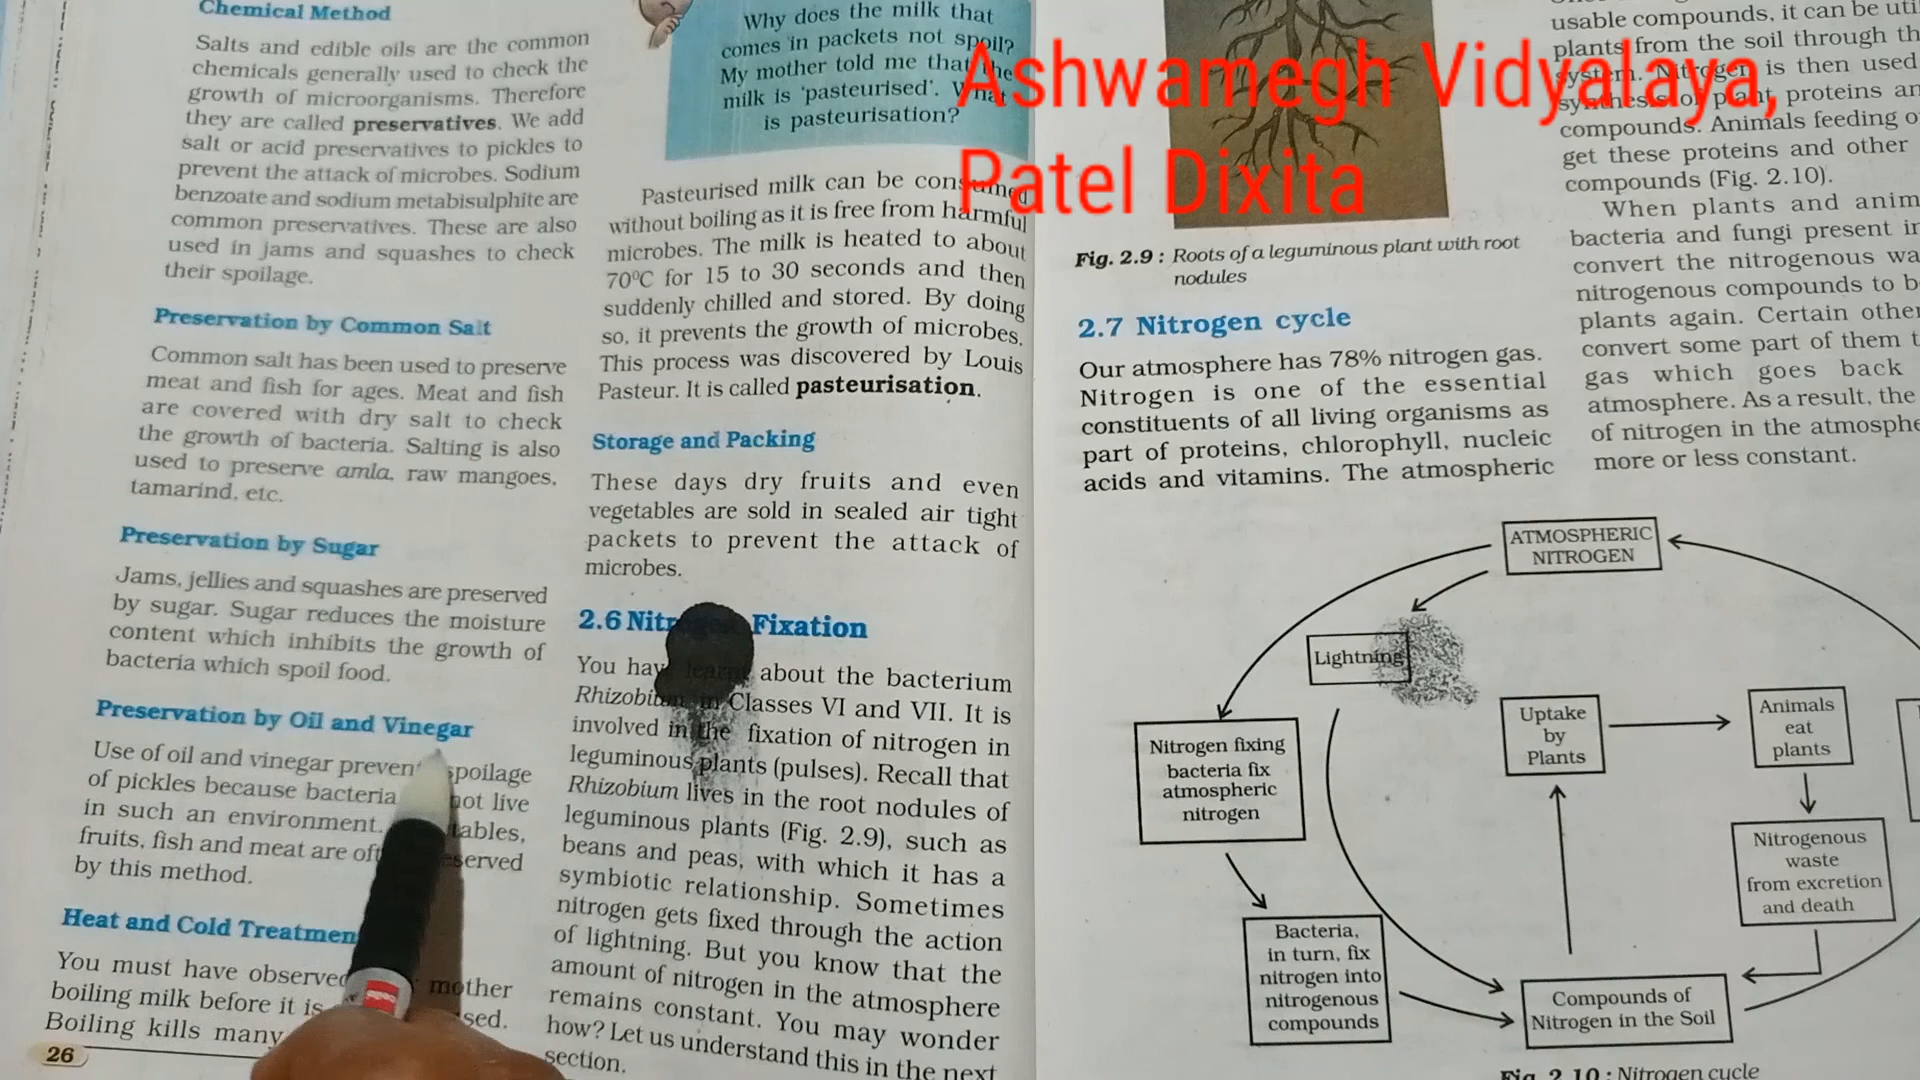 Chemical Method
Salts and edible oils are the common
chemicals generally used to check the
growth of microorganisms. Therefore
they are called preservatives. We add
salt or acid preservatives to pickles to
prevent the attack of microbes. Sodium
benzoate and sodium metabisulphite are
common preservatives. These are also
used in jams and squashes to check
their spoilage.
Preservation by Common Salt
Common salt has been used to preserve
meat and fish for ages. Meat and fish
are covered with dry salt to check
the growth of bacteria. Salting is also
used to preserve amla, raw mangoes,
tamarind, etc.
Preservation by Sugar
Jams, jellies and squashes are preserved
by sugar. Sugar reduces the moisture
content which inhibits the growth of
bacteria which spoil food.
Preservation by Oil and Vinegar
Use of oil and vinegar prevent spoilage
of pickles because bacteria not live
in such an environment.
fruits, fish and meat are
by this method.
Heat and Cold Treatmen
You must have observed mother
boiling milk before it is
Boiling kills many
26
Why does the milk that
comes in packets not spoil?
My mother told me that the
milk is 'pasteurised'. What
is pasteurisation?
Pasteurised milk can be consumed
without boiling as it is free from harmful
microbes. The milk is heated to about
70°C for 15 to 30 seconds and then
suddenly chilled and stored. By doing
so, it prevents the growth of microbes.
This process was discovered by Louis
Pasteur. It is called pasteurisation.
Storage and Packing
These days dry fruits and even
vegetables are sold in sealed air tight
packets to prevent the attack of
microbes.
2.6 Nitrogen Fixation
You have learnt about the bacterium
Rhizobium in Classes VI and VII. It is
involved in the fixation of nitrogen in
leguminous plants (pulses). Recall that
Rhizobium lives in the root nodules of
leguminous plants (Fig. 2.9), such as
beans and peas, with which it has a
symbiotic relationship. Sometimes
nitrogen gets fixed through the action
of lightning. But you know that the
amount of nitrogen in the atmosphere
remains constant. You may wonder
how? Let us understand this in the next
section.
Ashwamegh Vidyalaya,
Patel Dixita
Fig. 2.9 : Roots of a leguminous plant with root
nodules
2.7 Nitrogen cycle
Our atmosphere has 78% nitrogen gas.
Nitrogen is one of the essential
constituents of all living organisms as
part of proteins, chlorophyll, nucleic
acids and vitamins. The atmospheric
usable compounds, it can be
plants from the soil through
system. Nitrogen is then used
synthesis of plant proteins
compounds. Animals feeding
get these proteins and other
compounds (Fig. 2.10).
When plants and
bacteria and fungi present
convert the nitrogenous
nitrogenous compounds to
plants again. Certain other
convert some part of them
gas which goes back
atmosphere. As a result, the
of nitrogen in the
more or less constant.
ATMOSPHERIC
NITROGEN
Lightning
Nitrogen fixing
bacteria fix
atmospheric
nitrogen
Uptake
by
Plants
Animals
eat
plants
Nitrogenous
waste
from excretion
and death
Bacteria,
in turn, fix
nitrogen into
nitrogenous
compounds
Compounds of
Nitrogen in the Soil
Fig. 2.10 : Nitrogen cycle